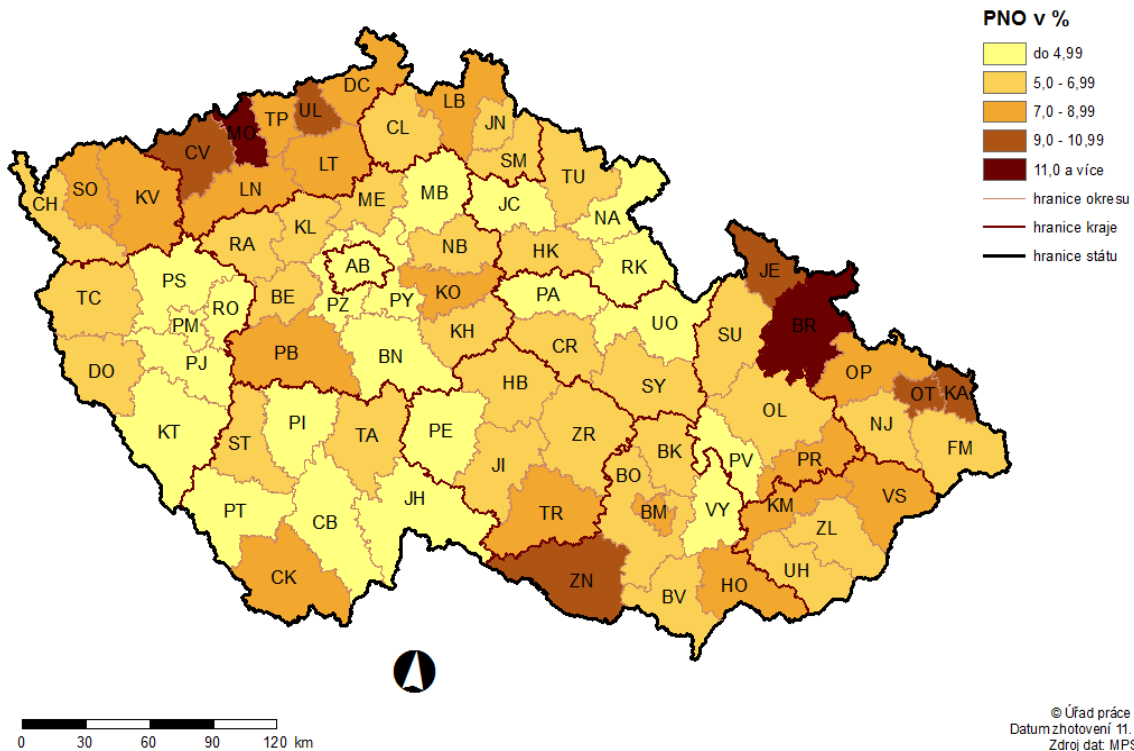 PNO v %
do 4,99
5,0 - 6,99
7,0 - 8,99
9,0 - 10,99
11,0 a více
hranice okresu
hranice kraje
hranice státu
DC
UL
TP
MO
LB
JN
CL
CV
LT
SM
TU
SO
KV
LN
CH
ME
MB
JC
NA
KL
RA
NB
HK
RK
AB
PS
RO
TC
BE
PZ
PY
KO
PA
JE
PM
UO
BR
PJ
PB
BN
KH
CR
SU
DO
OP
HB
SY
OT
KA
OL
NJ
KT
PI
ST
TA
PE
ZR
BK
FM
JI
BO
PV
PR
VS
PT
CB
JH
TR
BM
VY
KM
ZL
CK
ZN
HO
UH
BV
0 30 60 90 120 km
© Úřad práce
Datum zhotovení 11.
Zdroj dat: MPS